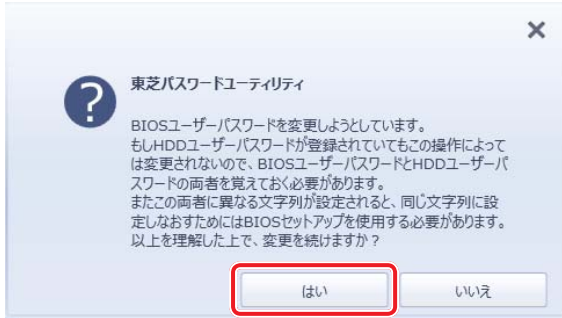 東芝パスワードユーティリティ
BIOSユーザーパスワードを変更しようとしています。
もしHDDユーザーパスワードが登録されていてもこの操作によって
は変更されないので、BIOSユーザーパスワードとHDDユーザーパ
スワードの両者を覚えておく必要があります。
またこの両者に異なる文字列が設定されると、同じ文字列に設
定しなおすためにはBIOSセットアップを使用する必要があります。
以上を理解した上で、変更を続けますか？
はい いいえ